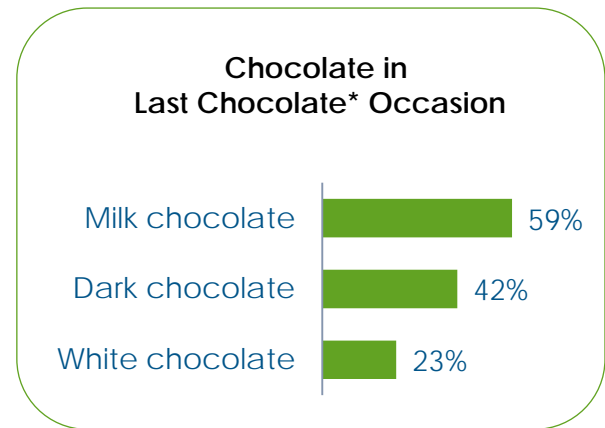 Chocolate in
Last Chocolate* Occasion
Milk chocolate 59%
Dark chocolate 42%
White chocolate 23%